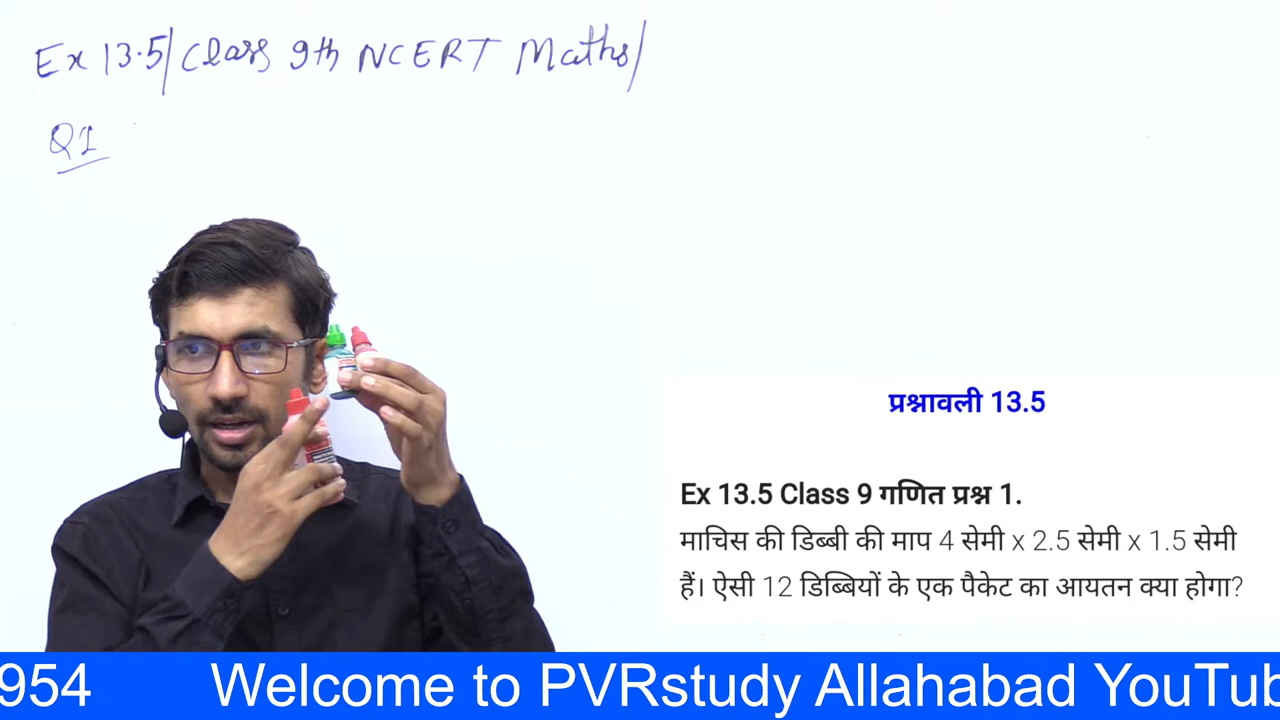 Ex 13.5/Class 9th NCERT Maths/
Q1
प्रश्नावली 13.5
Ex 13.5 Class 9 गणित प्रश्न 1.
माचिस की डिब्बी की माप 4 सेमी x 2.5 सेमी x 1.5 सेमी
हैं। ऐसी 12 डिब्बियों के एक पैकेट का आयतन क्या होगा?
954 Welcome to PVRstudy Allahabad YouTub